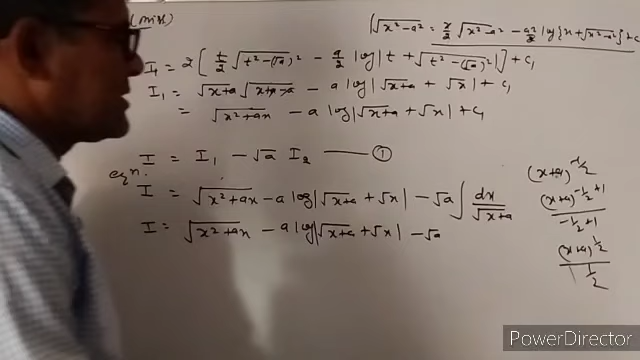 ∫√x²-a² = x/2 √x²-a² - a²/2 log{x+√x²-a²}+c
I₁ = 2[ t/2 √t²-(√a)² - a/2 log|t + √t²-(√a)²| ] + c₁
I₁ = √x+a √x+a-a - a log|√x+a + √x| + c₁
= √x²+ax - a log|√x+a + √x| + c₁
I = I₁ - √a I₂ —— ①
eqⁿ.
I = √x²+ax - a log|√x+a + √x| - √a ∫ dx/√x+a
I = √x²+ax - a log|√x+a + √x| - √a
(x+a)^-1/2
(x+a)^-1/2+1 / -1/2+1
(x+a)^1/2 / 1/2
PowerDirector